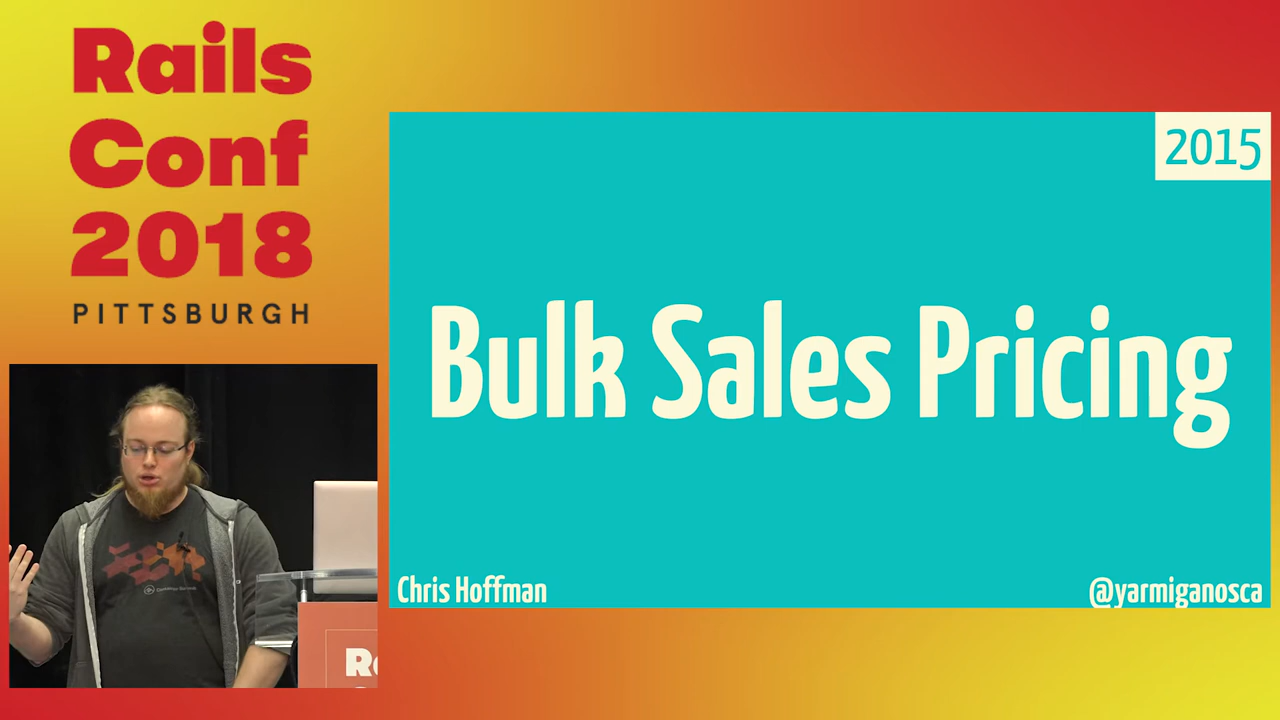 Rails
Conf
2018
PITTSBURGH
2015
Bulk Sales Pricing
Chris Hoffman
@yarmiganosca